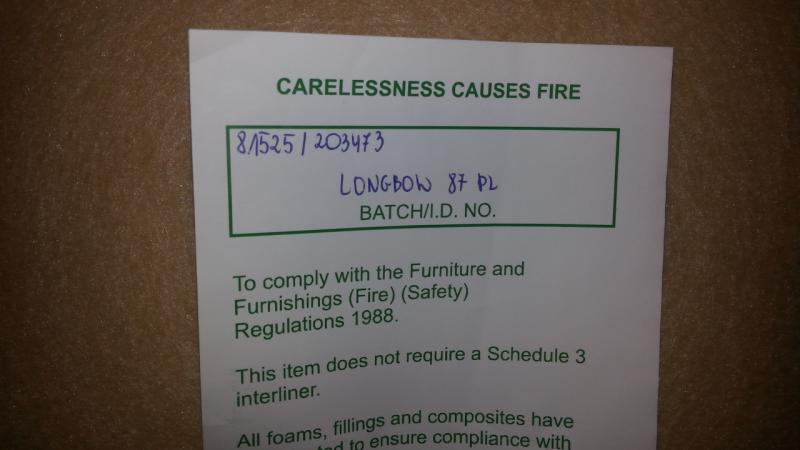 CARELESSNESS CAUSES FIRE
81525/203473
LONGBOW 87 PL
BATCH/I.D. NO.
To comply with the Furniture and
Furnishings (Fire) (Safety)
Regulations 1988.
This item does not require a Schedule 3
interliner.
All foams, fillings and composites have
to ensure compliance with